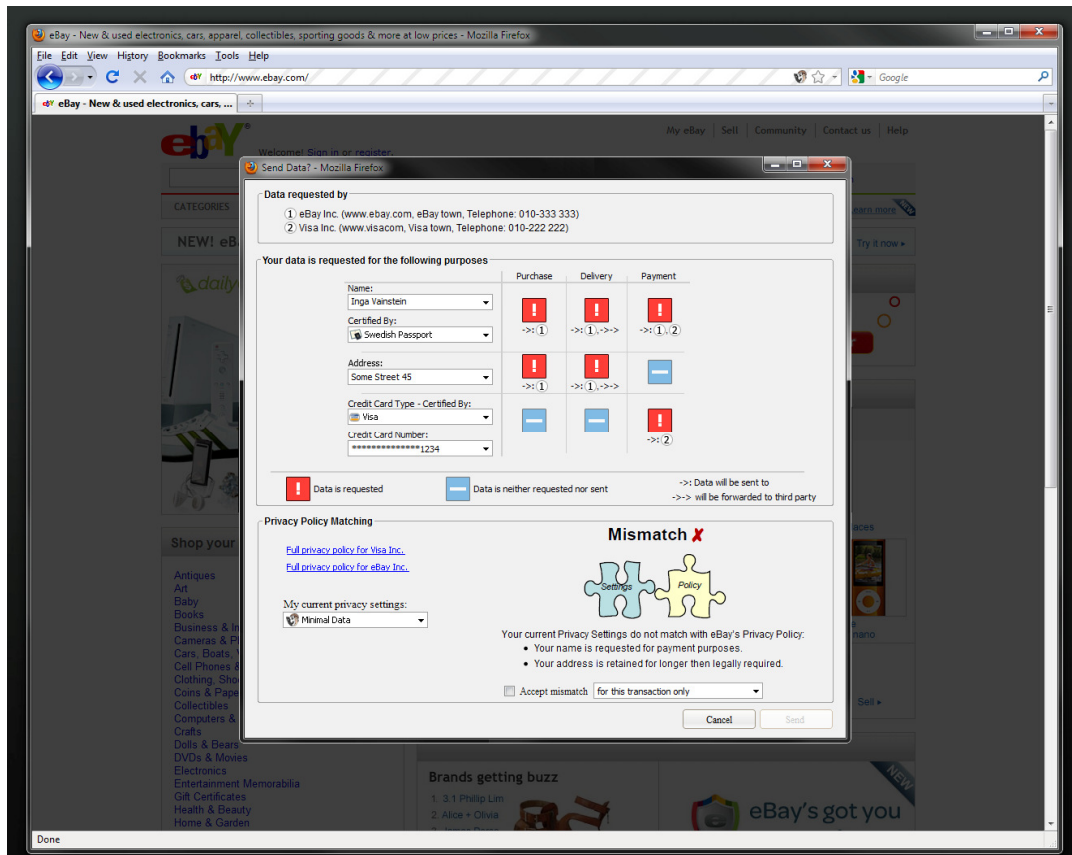 eBay - New & used electronics, cars, apparel, collectibles, sporting goods & more at low prices - Mozilla Firefox
File Edit View History Bookmarks Tools Help
http://www.ebay.com/
Google
eBay - New & used electronics, cars, ...
ebY
My eBay | Sell | Community | Contact us | Help
Welcome! Sign in or register.
CATEGORIES
Learn more
NEW! eB
Try it now
daily
Send Data? - Mozilla Firefox
Data requested by
1 eBay Inc. (www.ebay.com, eBay town, Telephone: 010-333 333)
2 Visa Inc. (www.visacom, Visa town, Telephone: 010-222 222)
Your data is requested for the following purposes
Purchase Delivery Payment
Name:
Inga Vainstein
Certified By:
Swedish Passport
->:1 ->:1,->-> ->:1,2
Address:
Some Street 45
->:1 ->:1,->->
Credit Card Type - Certified By:
Visa
Credit Card Number:
**************1234
->:2
! Data is requested
Data is neither requested nor sent
->: Data will be sent to
->-> will be forwarded to third party
Privacy Policy Matching
Mismatch ✗
Full privacy policy for Visa Inc.
Full privacy policy for eBay Inc.
Settings Policy
My current privacy settings:
Minimal Data
Your current Privacy Settings do not match with eBay's Privacy Policy:
• Your name is requested for payment purposes.
• Your address is retained for longer then legally required.
Accept mismatch for this transaction only
Cancel Send
Shop your
Antiques
Art
Baby
Books
Business & In
Cameras & P
Cars, Boats,
Cell Phones &
Clothing, Sho
Coins & Pape
Collectibles
Computers &
Crafts
Dolls & Bears
DVDs & Movies
Electronics
Entertainment Memorabilia
Gift Certificates
Health & Beauty
Home & Garden
nano
Sell
Brands getting buzz
1. 3.1 Phillip Lim
2. Alice + Olivia
NEW
eBay's got you
Done